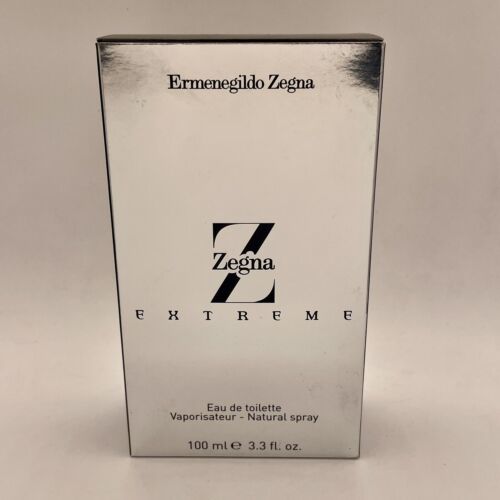 Ermenegildo Zegna
Z
Zegna
EXTREME
Eau de toilette
Vaporisateur - Natural spray
100 ml ℮ 3.3 fl. oz.